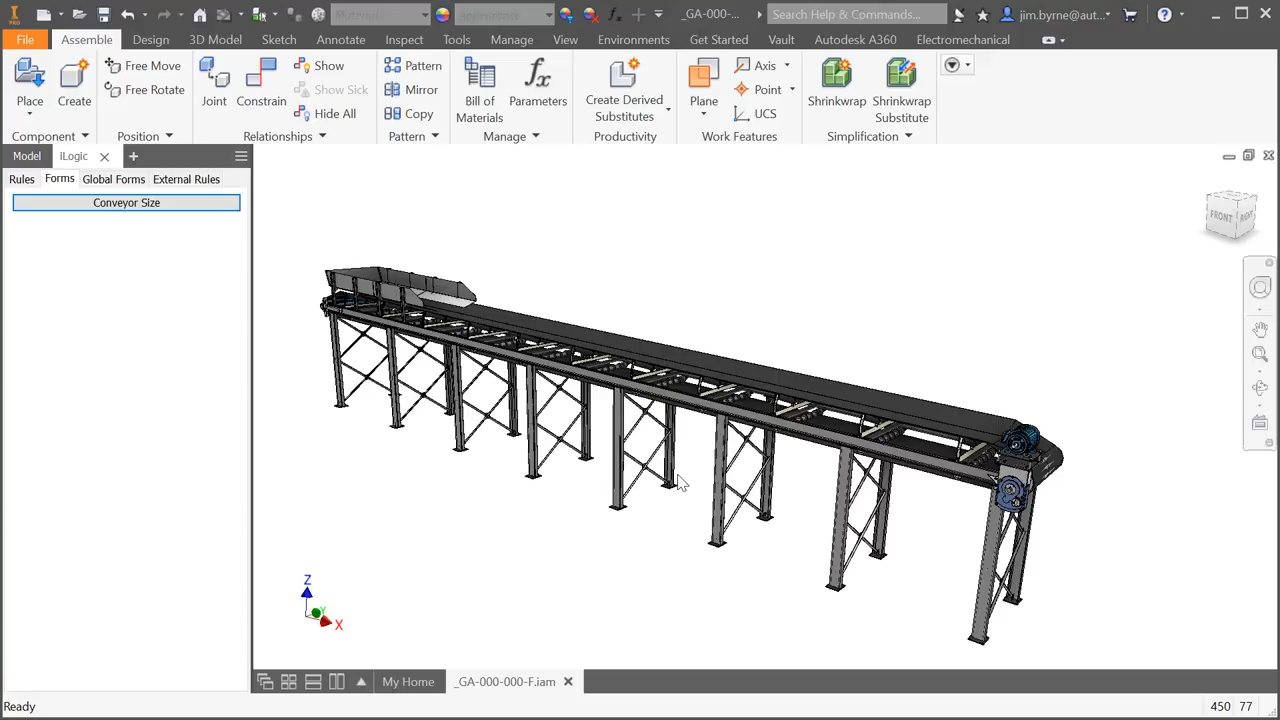 PRO
Material
Appearance
_GA-000-...
Search Help & Commands...
jim.byrne@aut...
File
Assemble
Design
3D Model
Sketch
Annotate
Inspect
Tools
Manage
View
Environments
Get Started
Vault
Autodesk A360
Electromechanical
Place
Create
Component
Free Move
Free Rotate
Position
Joint
Constrain
Show
Show Sick
Hide All
Relationships
Pattern
Mirror
Copy
Pattern
Bill of
Materials
Parameters
Manage
Create Derived
Substitutes
Productivity
Plane
Axis
Point
UCS
Work Features
Shrinkwrap
Shrinkwrap
Substitute
Simplification
Model
iLogic
Rules
Forms
Global Forms
External Rules
Conveyor Size
FRONT
RIGHT
Z
Y
X
My Home
_GA-000-000-F.iam
Ready
450
77